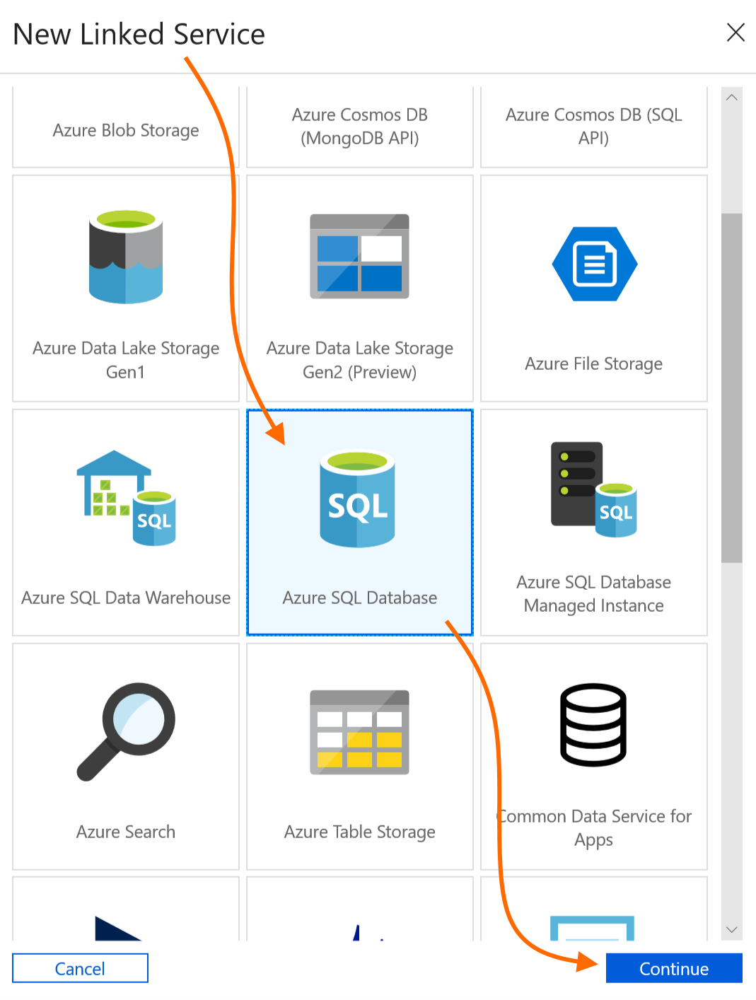 New Linked Service
Azure Blob Storage
Azure Cosmos DB
(MongoDB API)
Azure Cosmos DB (SQL
API)
Azure Data Lake Storage
Gen1
Azure Data Lake Storage
Gen2 (Preview)
Azure File Storage
SQL
Azure SQL Data Warehouse
SQL
Azure SQL Database
SQL
Azure SQL Database
Managed Instance
Azure Search
Azure Table Storage
Common Data Service for
Apps
Cancel
Continue